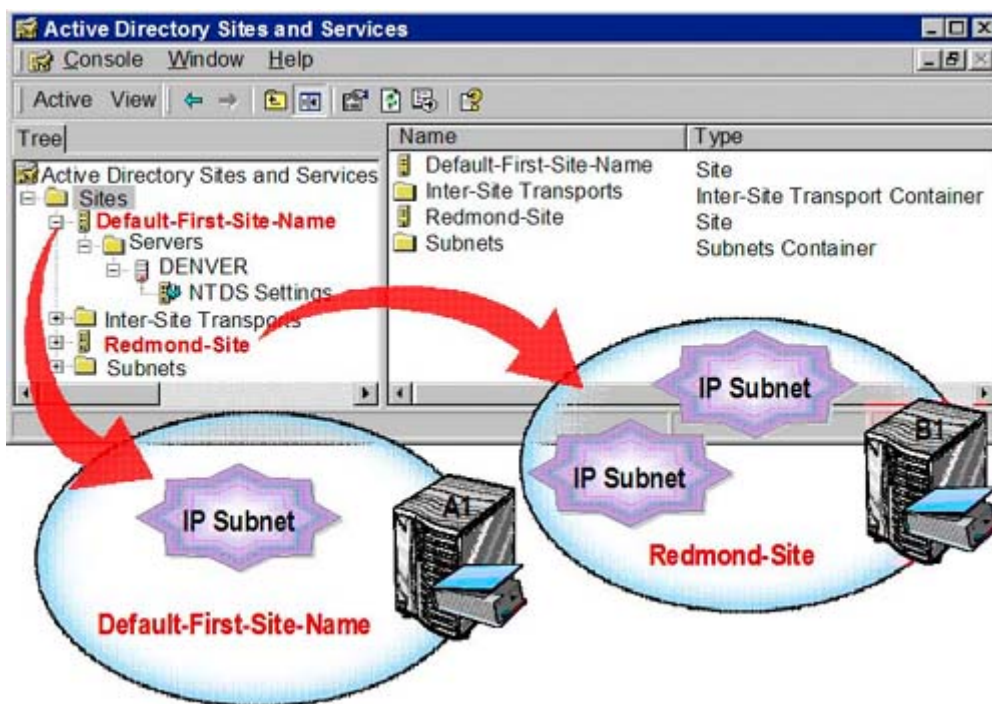 Active Directory Sites and Services
Console Window Help
Active View
Tree
Name Type
Active Directory Sites and Services
Sites
Default-First-Site-Name
Servers
DENVER
NTDS Settings
Inter-Site Transports
Redmond-Site
Subnets
Default-First-Site-Name Site
Inter-Site Transports Inter-Site Transport Container
Redmond-Site Site
Subnets Subnets Container
IP Subnet
IP Subnet
B1
Redmond-Site
IP Subnet
A1
Default-First-Site-Name